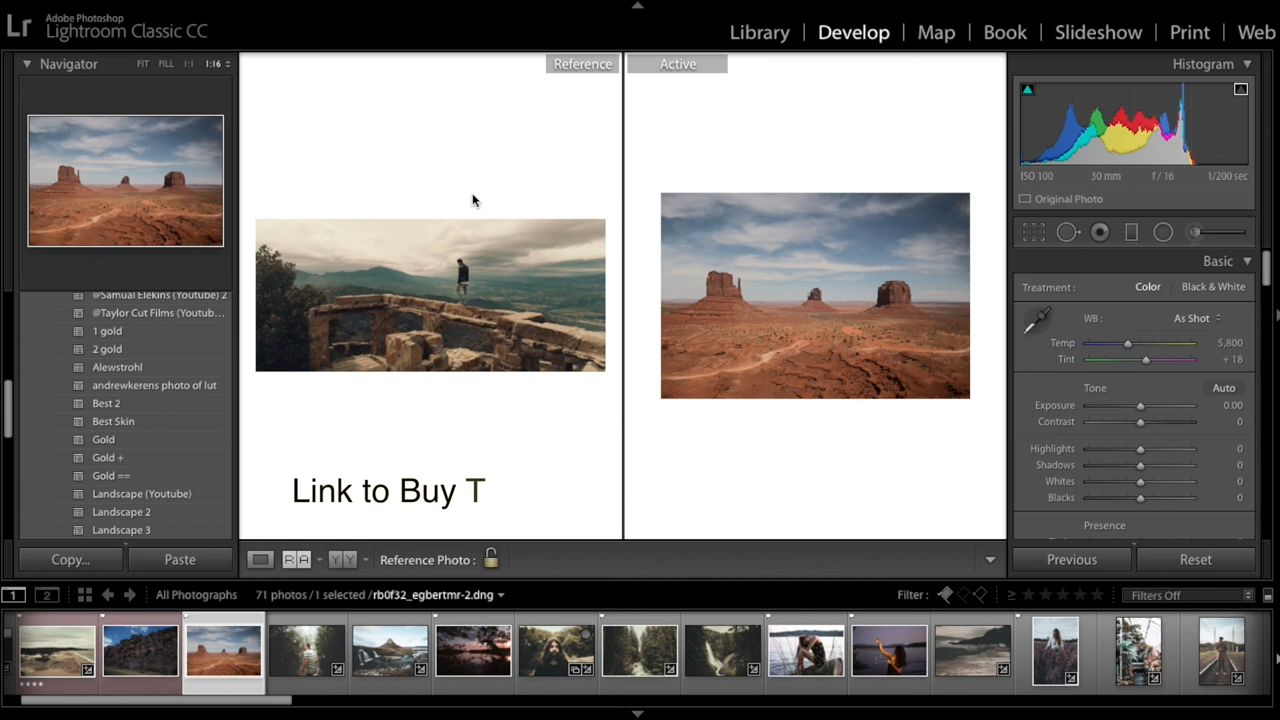 Lr Adobe Photoshop
Lightroom Classic CC
Library | Develop | Map | Book | Slideshow | Print | Web
Navigator FIT FILL 1:1 1:16
@Samual Elekins (Youtube) 2
@Taylor Cut Films (Youtub...
1 gold
2 gold
Alewstrohl
andrewkerens photo of lut
Best 2
Best Skin
Gold
Gold +
Gold ==
Landscape (Youtube)
Landscape 2
Landscape 3
Copy... Paste
Reference Active
Link to Buy T
R A Y Y Reference Photo :
Histogram
ISO 100 30 mm f / 16 1/200 sec
Original Photo
Basic
Treatment : Color Black & White
WB : As Shot
Temp 5,800
Tint + 18
Tone Auto
Exposure 0.00
Contrast 0
Highlights 0
Shadows 0
Whites 0
Blacks 0
Presence
Previous Reset
1 2 All Photographs 71 photos / 1 selected / rb0f32_egbertmr-2.dng Filter : ≥ ★★★★★ Filters Off
★★★★